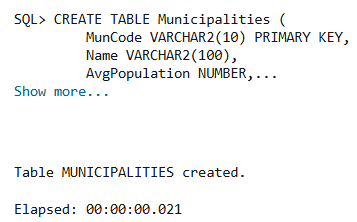 SQL> CREATE TABLE Municipalities (
MunCode VARCHAR2(10) PRIMARY KEY,
Name VARCHAR2(100),
AvgPopulation NUMBER,...
Show more...
Table MUNICIPALITIES created.
Elapsed: 00:00:00.021